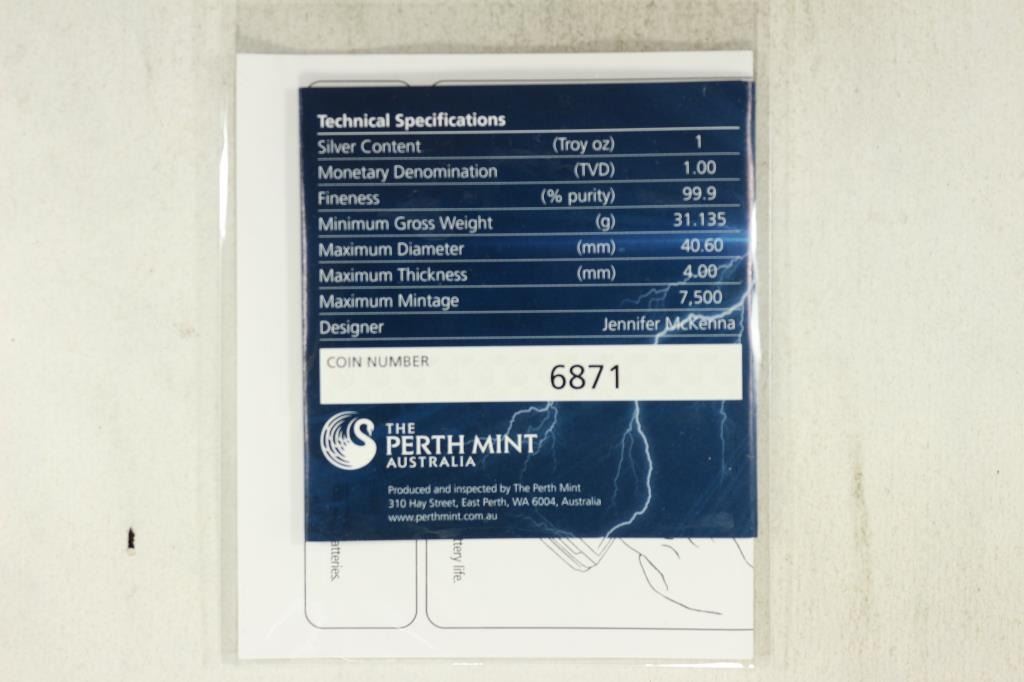 Technical Specifications
Silver Content (Troy oz) 1
Monetary Denomination (TVD) 1.00
Fineness (% purity) 99.9
Minimum Gross Weight (g) 31.135
Maximum Diameter (mm) 40.60
Maximum Thickness (mm) 4.00
Maximum Mintage 7,500
Designer Jennifer McKenna
COIN NUMBER
6871
THE
PERTH MINT
AUSTRALIA
Produced and inspected by The Perth Mint
310 Hay Street, East Perth, WA 6004, Australia
www.perthmint.com.au
atteries.
ttery life.